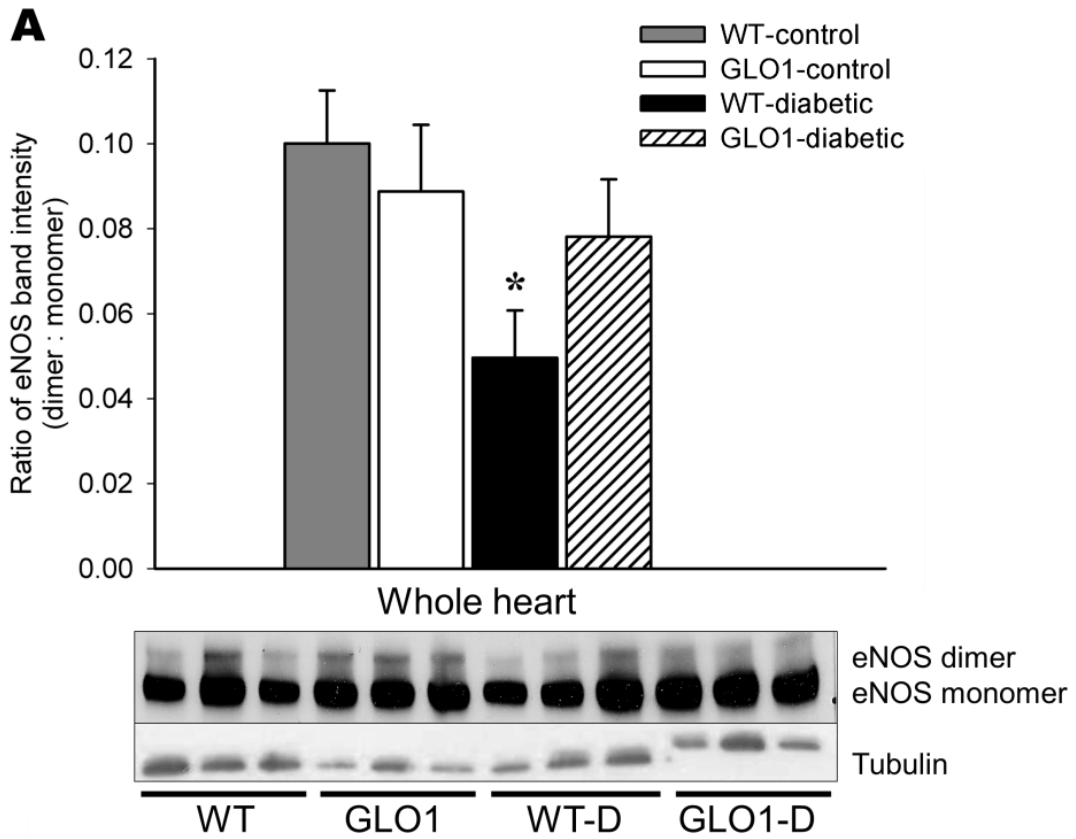 A
WT-control
GLO1-control
WT-diabetic
GLO1-diabetic
0.12
0.10
0.08
0.06
0.04
0.02
0.00
Ratio of eNOS band intensity
(dimer : monomer)
*
Whole heart
eNOS dimer
eNOS monomer
Tubulin
WT GLO1 WT-D GLO1-D